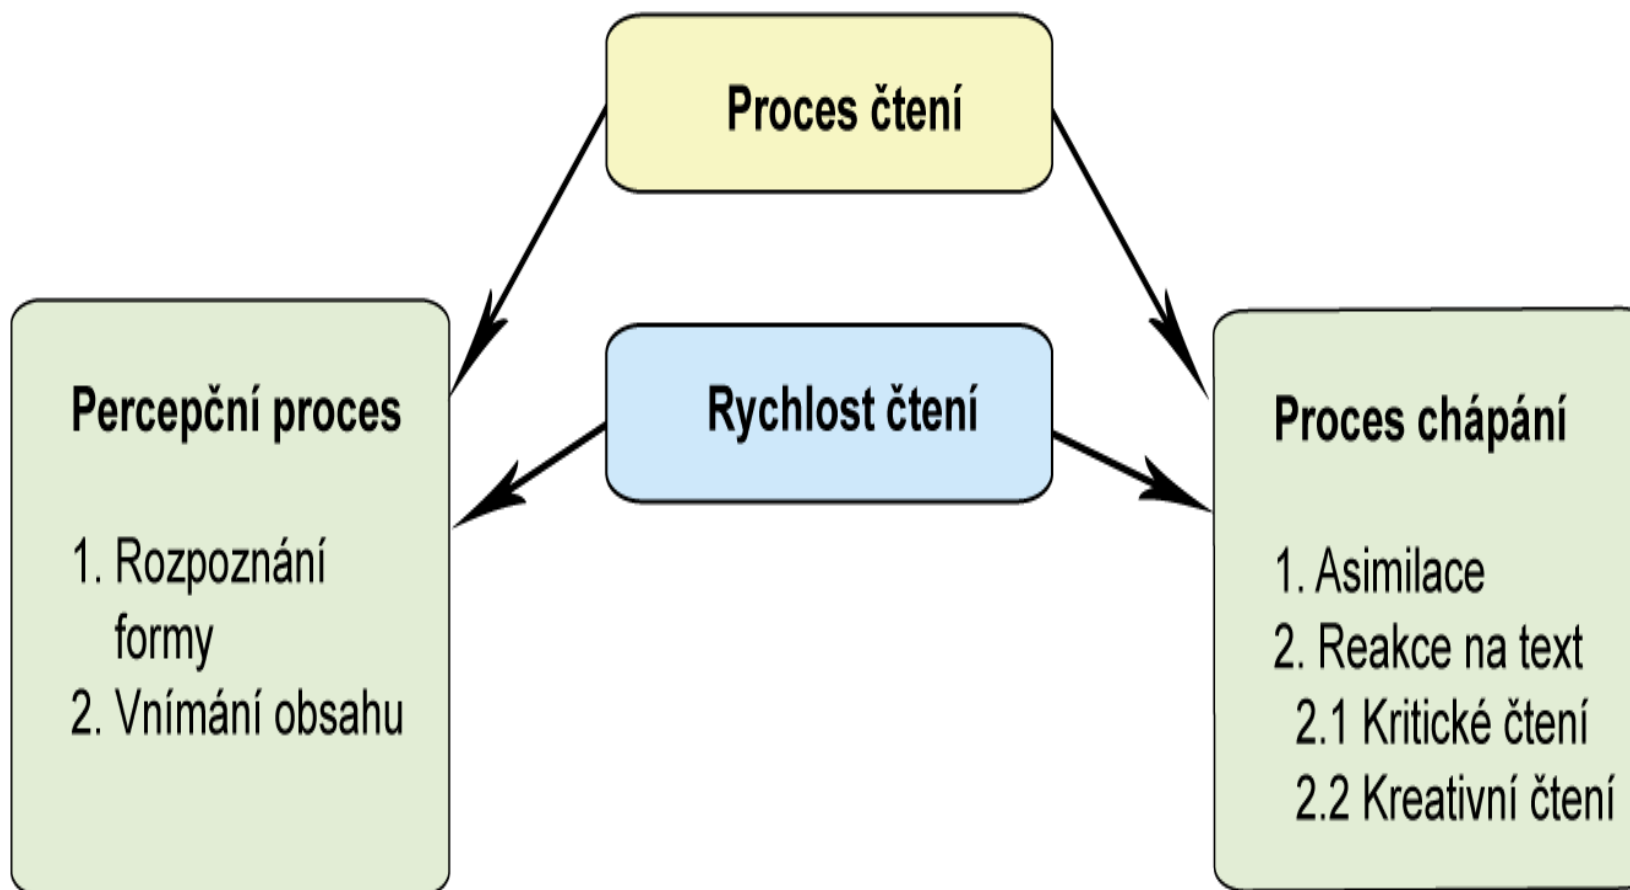 Proces čtení
Rychlost čtení
Percepční proces
1. Rozpoznání
formy
2. Vnímání obsahu
Proces chápání
1. Asimilace
2. Reakce na text
2.1 Kritické čtení
2.2 Kreativní čtení